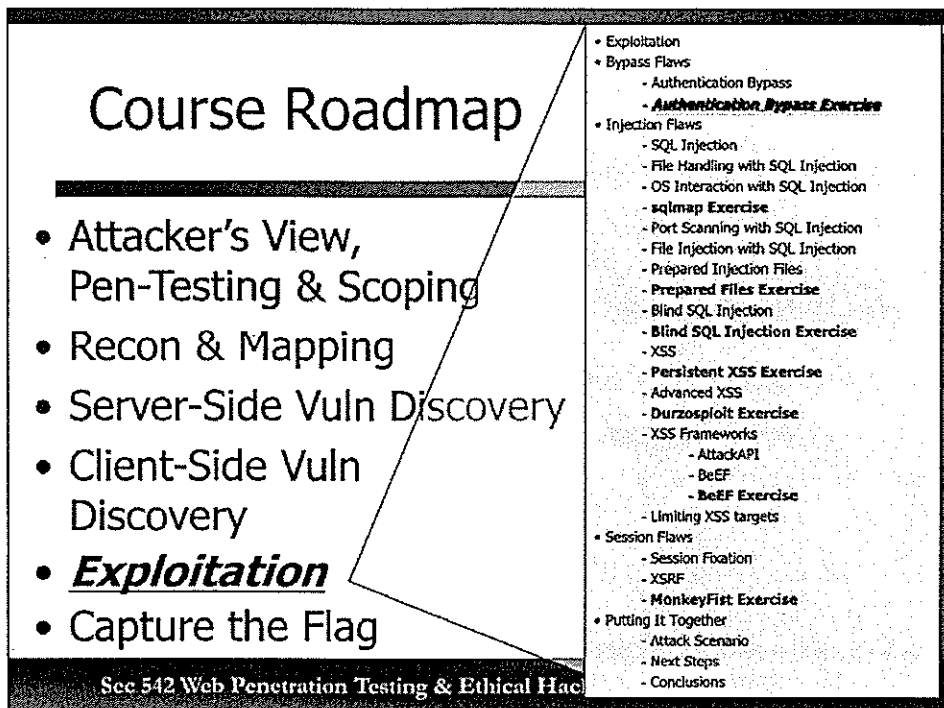 Course Roadmap
• Attacker's View,
Pen-Testing & Scoping
• Recon & Mapping
• Server-Side Vuln Discovery
• Client-Side Vuln
Discovery
• Exploitation
• Capture the Flag
Sec 542 Web Penetration Testing & Ethical Hac
• Exploitation
• Bypass Flaws
- Authentication Bypass
- Authentication Bypass Exercise
• Injection Flaws
- SQL Injection
- File Handling with SQL Injection
- OS Interaction with SQL Injection
- sqlmap Exercise
- Port Scanning with SQL Injection
- File Injection with SQL Injection
- Prepared Injection Files
- Prepared Files Exercise
- Blind SQL Injection
- Blind SQL Injection Exercise
- XSS
- Persistent XSS Exercise
- Advanced XSS
- Durzosploit Exercise
- XSS Frameworks
- AttackAPI
- BeEF
- BeEF Exercise
- Limiting XSS targets
• Session Flaws
- Session Fixation
- XSRF
- MonkeyFist Exercise
• Putting It Together
- Attack Scenario
- Next Steps
- Conclusions